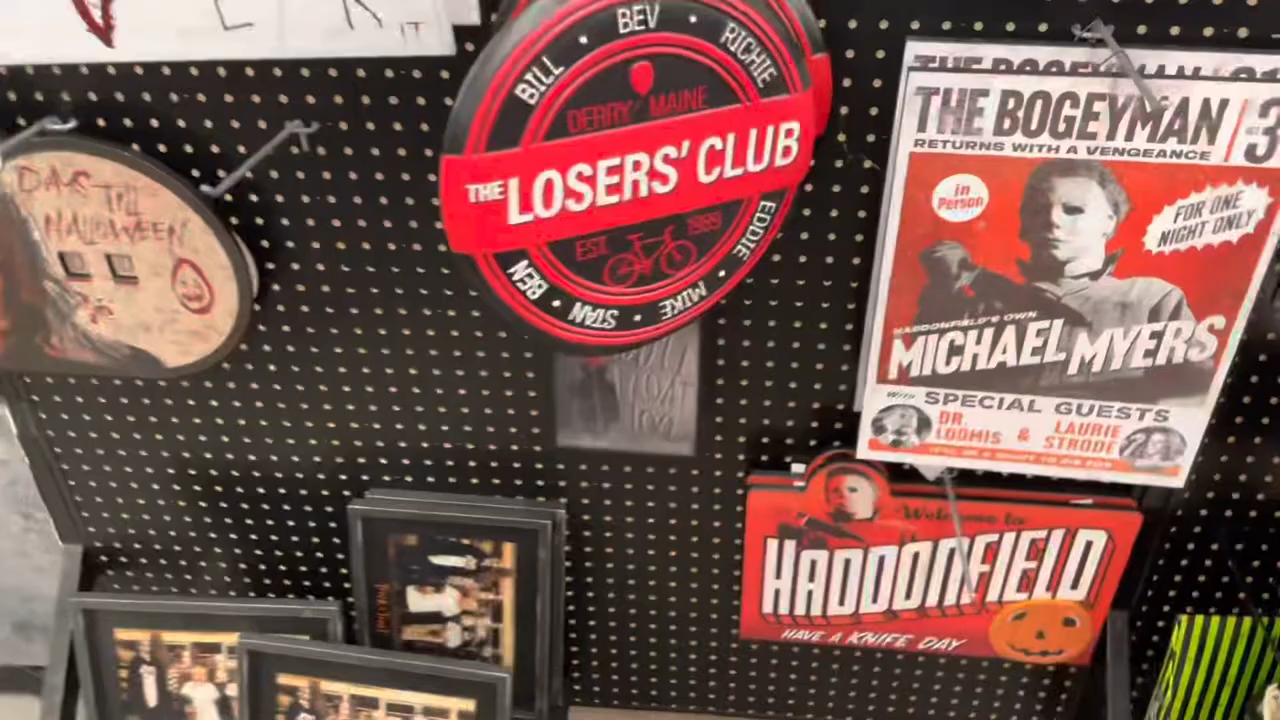 IT
DAYS TILL
HALLOWEEN
BILL • BEV • RICHIE
DERRY MAINE
THE LOSERS' CLUB
EST. 1989
BEN • STAN • MIKE • EDDIE
THE BOGEYMAN
RETURNS WITH A VENGEANCE
in
Person
FOR ONE
NIGHT ONLY
HADDONFIELD'S OWN
MICHAEL MYERS
WITH SPECIAL GUESTS
DR.
LOOMIS & LAURIE
STRODE
Welcome to
HADDONFIELD
HAVE A KNIFE DAY